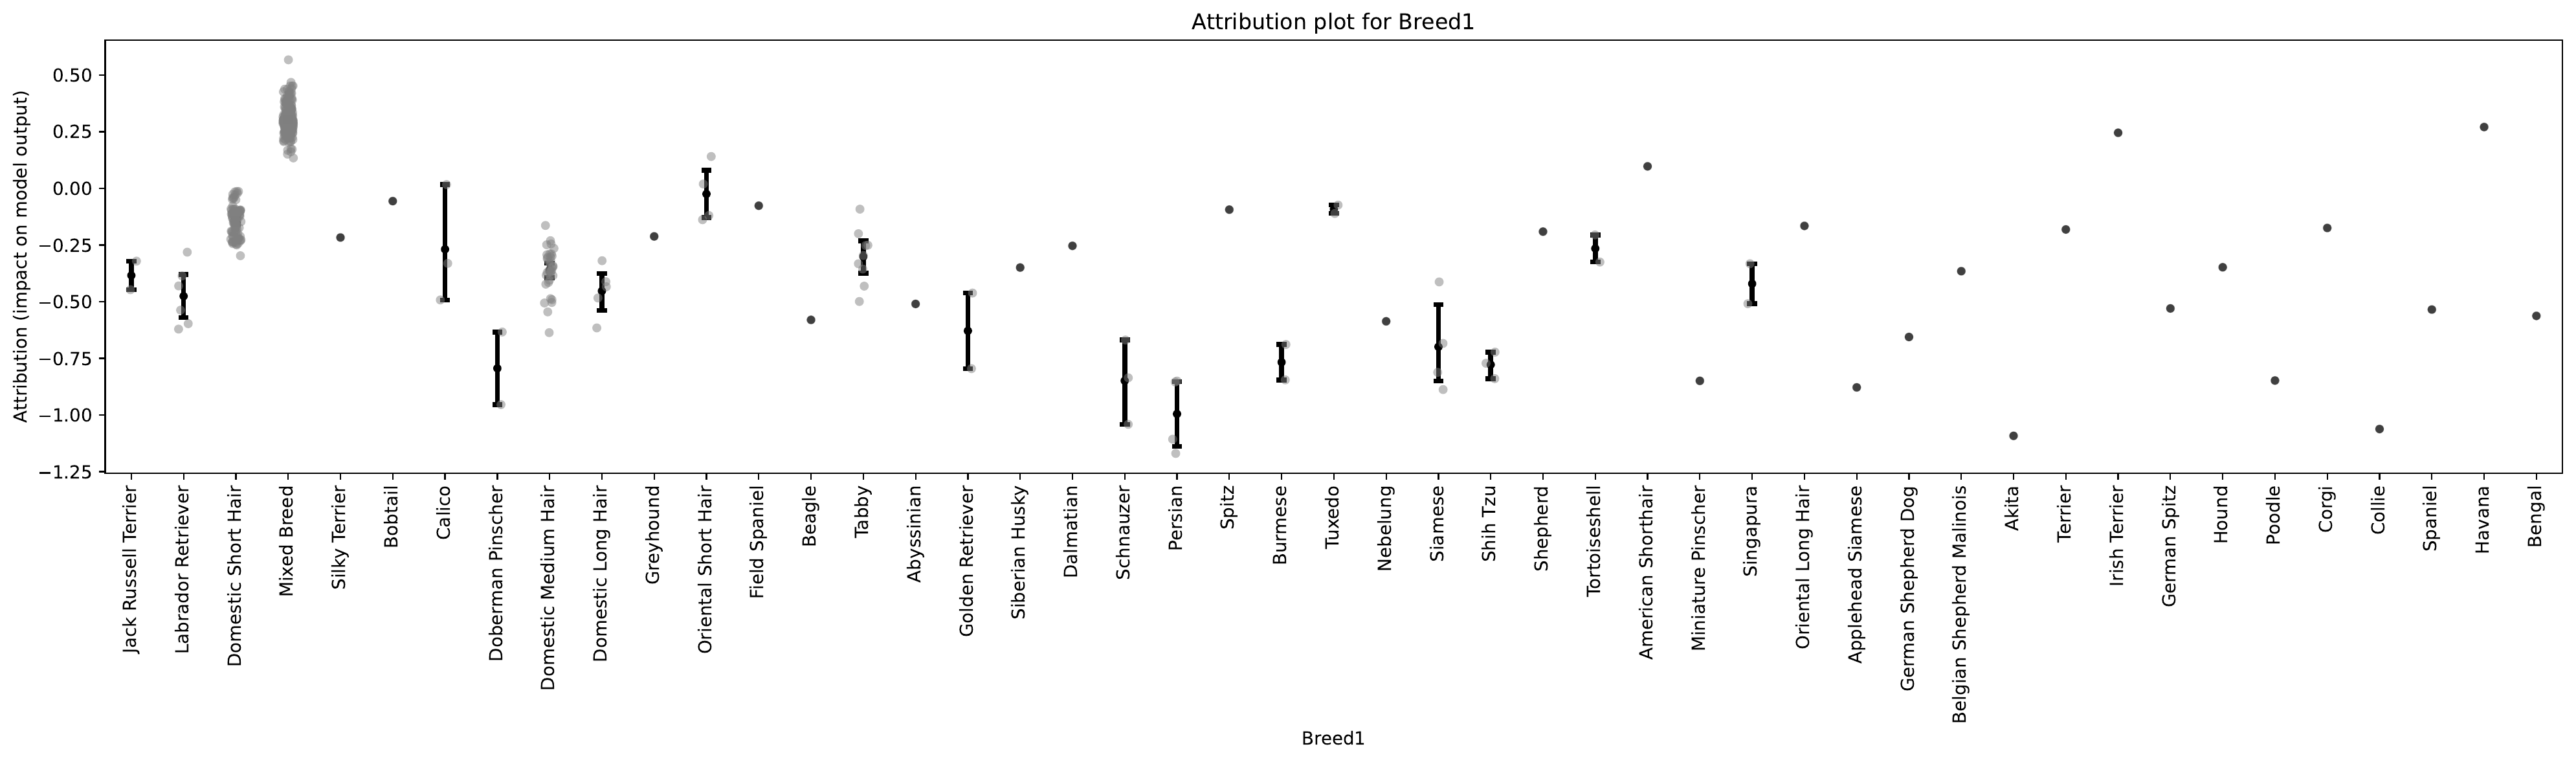 Attribution plot for Breed1
Attribution (impact on model output)
0.50
0.25
0.00
−0.25
−0.50
−0.75
−1.00
−1.25
Jack Russell Terrier
Labrador Retriever
Domestic Short Hair
Mixed Breed
Silky Terrier
Bobtail
Calico
Doberman Pinscher
Domestic Medium Hair
Domestic Long Hair
Greyhound
Oriental Short Hair
Field Spaniel
Beagle
Tabby
Abyssinian
Golden Retriever
Siberian Husky
Dalmatian
Schnauzer
Persian
Spitz
Burmese
Tuxedo
Nebelung
Siamese
Shih Tzu
Shepherd
Tortoiseshell
American Shorthair
Miniature Pinscher
Singapura
Oriental Long Hair
Applehead Siamese
German Shepherd Dog
Belgian Shepherd Malinois
Akita
Terrier
Irish Terrier
German Spitz
Hound
Poodle
Corgi
Collie
Spaniel
Havana
Bengal
Breed1